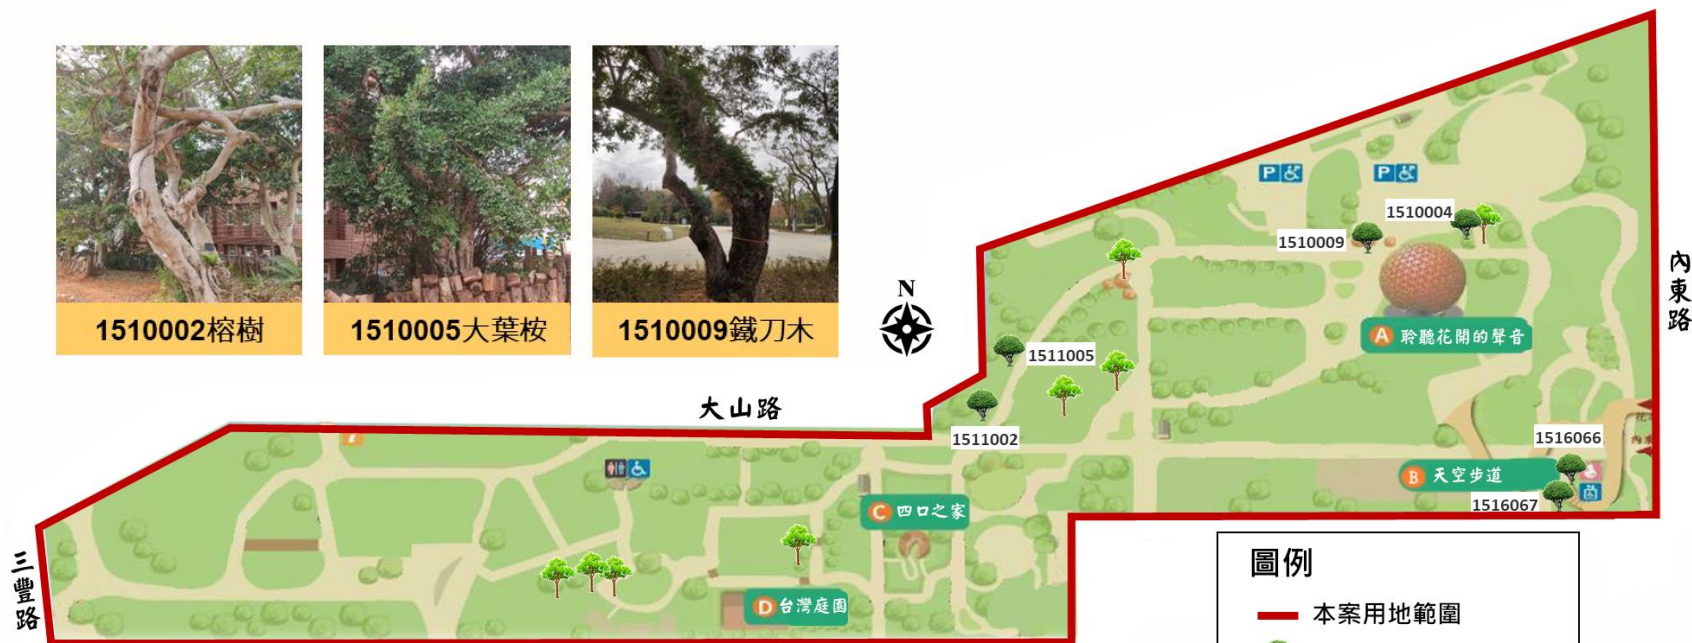 1510002榕樹
1510005大葉桉
1510009鐵刀木
N
P
P
1510004
1510009
內東路
A 聆聽花開的聲音
1511005
大山路
1511002
1516066
B 天空步道
1516067
C 四口之家
三豐路
D 台灣庭園
圖例
本案用地範圍